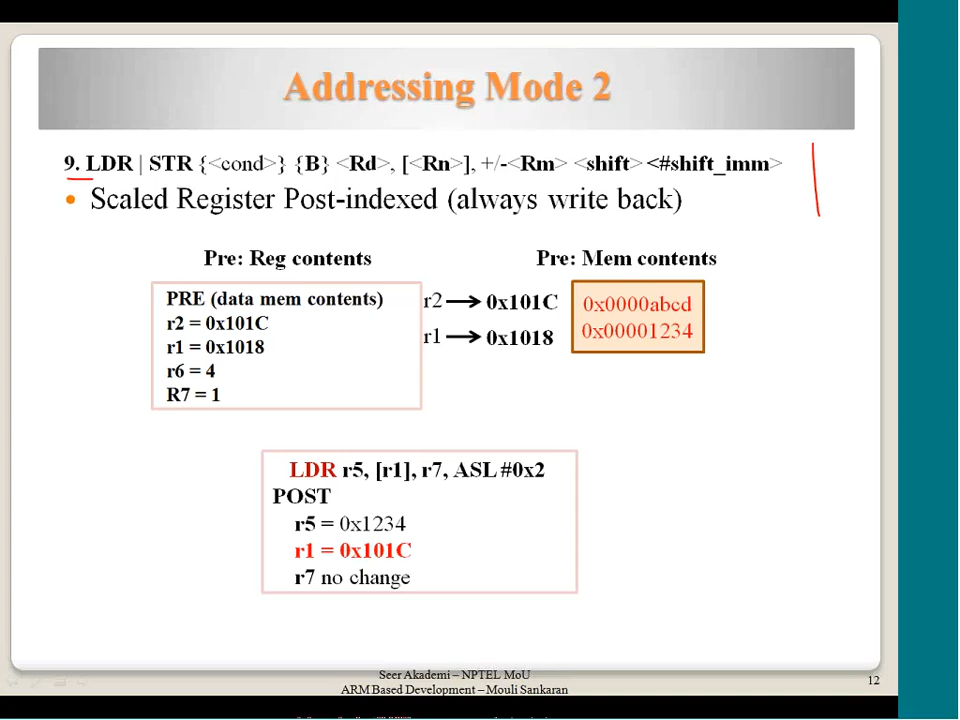 Addressing Mode 2
9. LDR | STR {<cond>} {B} <Rd>, [<Rn>], +/-<Rm> <shift> <#shift_imm>
• Scaled Register Post-indexed (always write back)
Pre: Reg contents
Pre: Mem contents
PRE (data mem contents)
r2 = 0x101C
r1 = 0x1018
r6 = 4
R7 = 1
r2 → 0x101C
r1 → 0x1018
0x0000abcd
0x00001234
LDR r5, [r1], r7, ASL #0x2
POST
r5 = 0x1234
r1 = 0x101C
r7 no change
Seer Akademi – NPTEL MoU
ARM Based Development – Mouli Sankaran
12